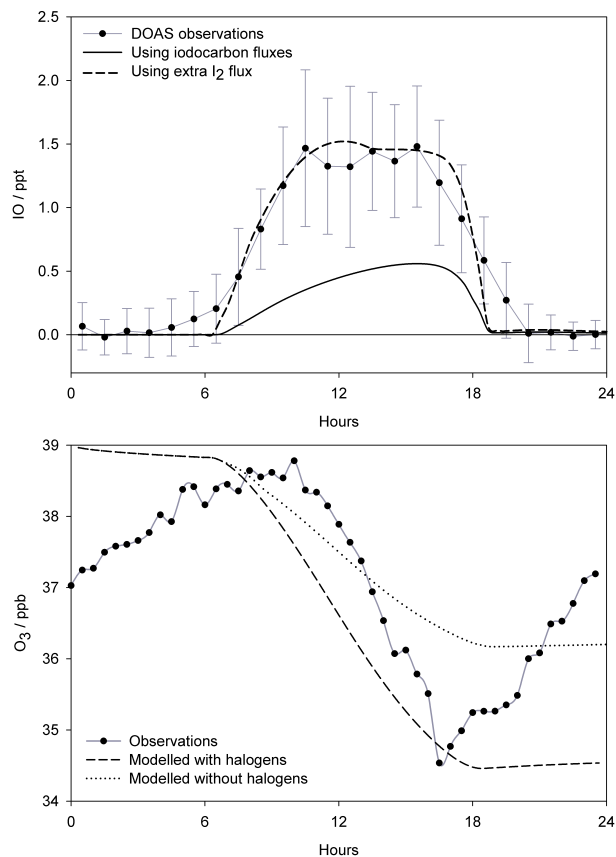 2.5
2.0
1.5
1.0
0.5
0.0
IO / ppt
DOAS observations
Using iodocarbon fluxes
Using extra I2 flux
0 6 12 18 24
Hours
39
38
37
36
35
34
O3 / ppb
Observations
Modelled with halogens
Modelled without halogens
0 6 12 18 24
Hours